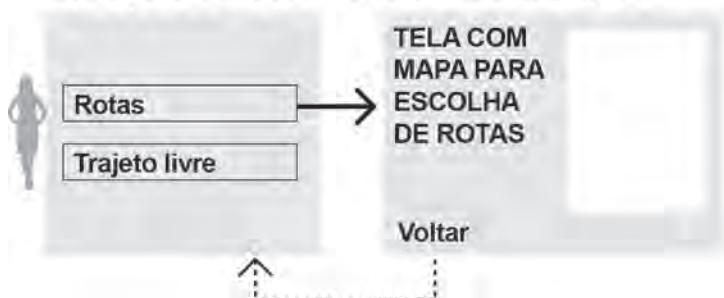 Rotas
Trajeto livre
TELA COM
MAPA PARA
ESCOLHA
DE ROTAS
Voltar